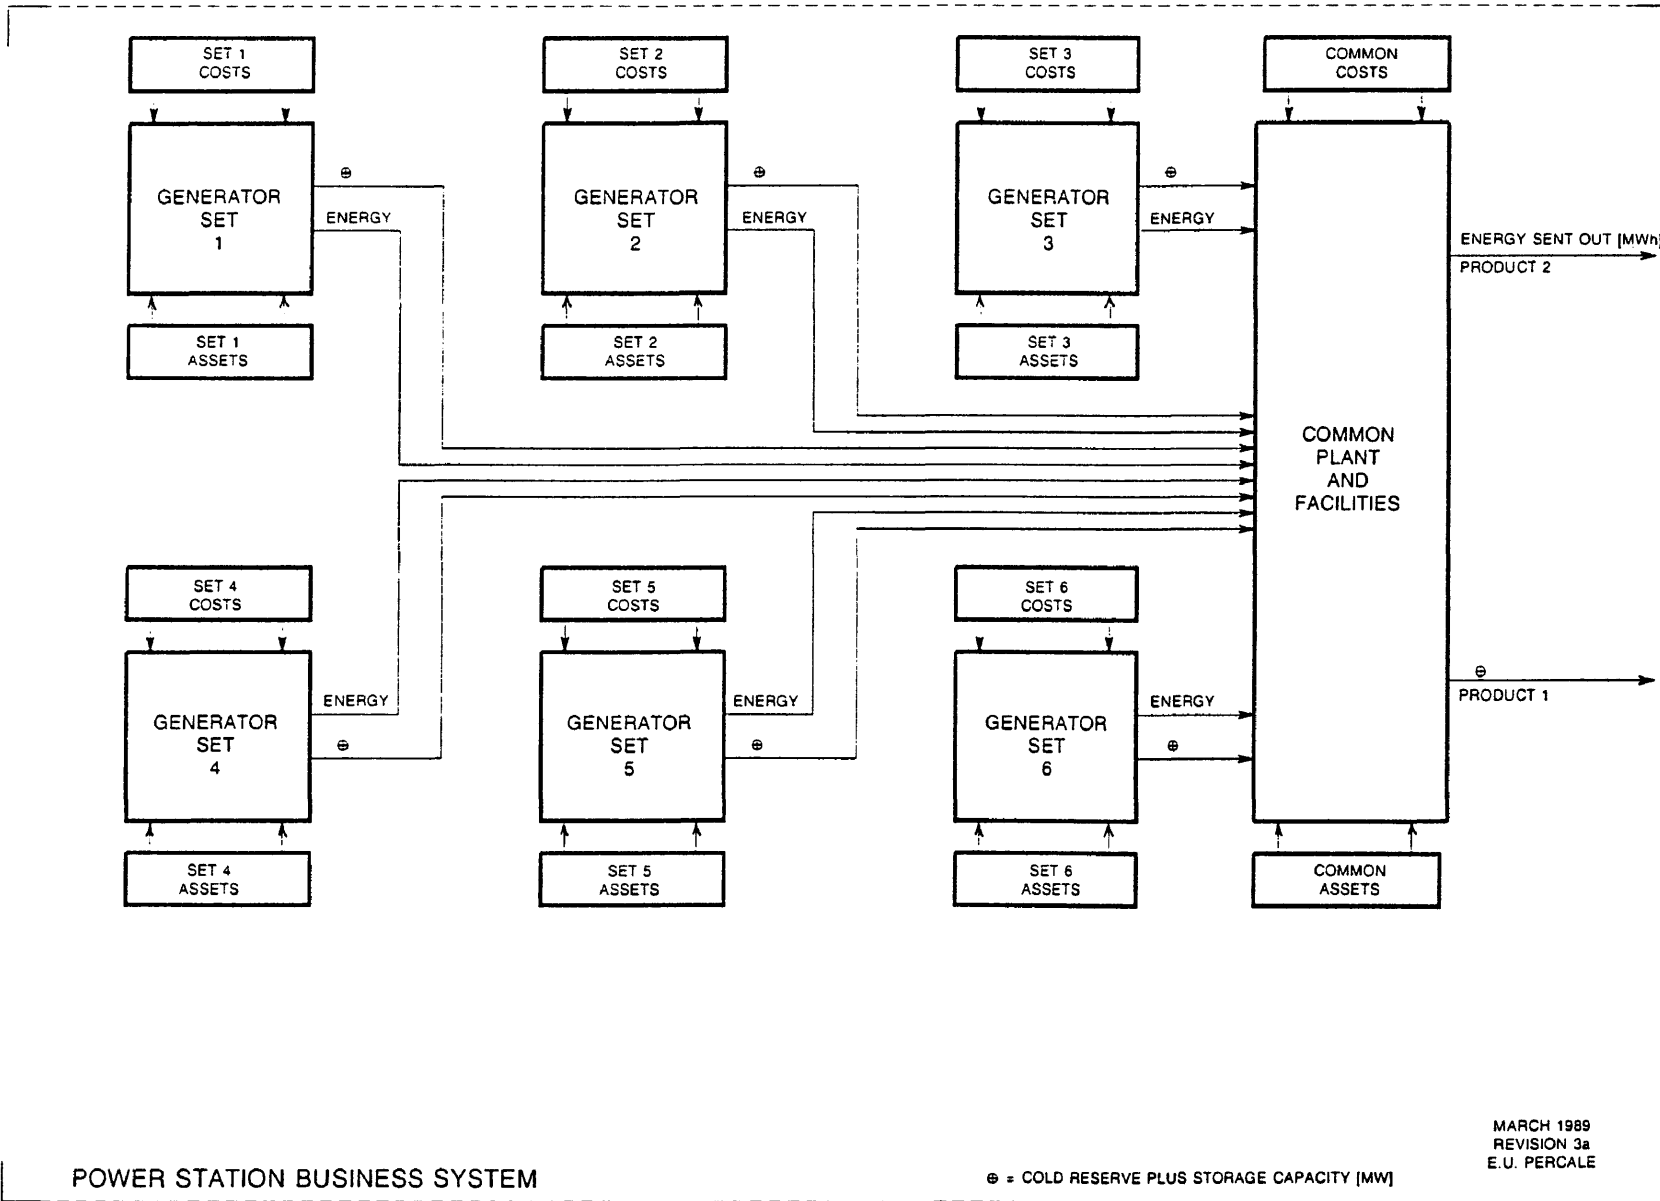 SET 1
COSTS
SET 2
COSTS
SET 3
COSTS
COMMON
COSTS
⊕
GENERATOR
SET
1
ENERGY
⊕
GENERATOR
SET
2
ENERGY
⊕
GENERATOR
SET
3
ENERGY
ENERGY SENT OUT [MWh]
PRODUCT 2
SET 1
ASSETS
SET 2
ASSETS
SET 3
ASSETS
COMMON
PLANT
AND
FACILITIES
SET 4
COSTS
SET 5
COSTS
SET 6
COSTS
ENERGY
GENERATOR
SET
4
⊕
ENERGY
GENERATOR
SET
5
⊕
ENERGY
GENERATOR
SET
6
⊕
⊕
PRODUCT 1
SET 4
ASSETS
SET 5
ASSETS
SET 6
ASSETS
COMMON
ASSETS
MARCH 1989
REVISION 3a
E.U. PERCALE
POWER STATION BUSINESS SYSTEM
⊕ = COLD RESERVE PLUS STORAGE CAPACITY [MW]